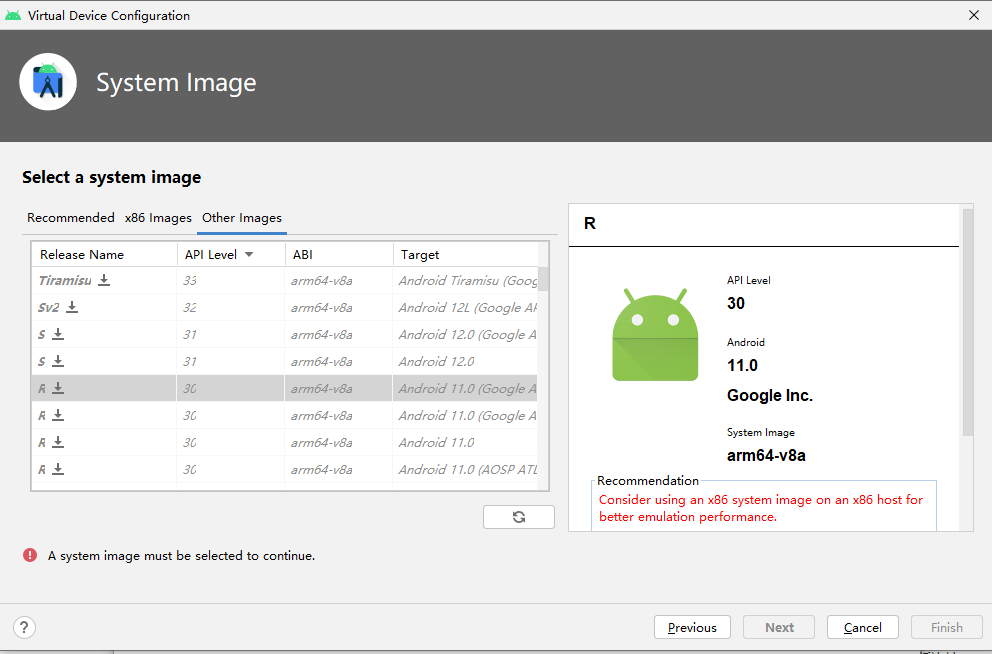 Virtual Device Configuration
System Image
Select a system image
Recommended x86 Images Other Images
Release Name API Level ABI Target
Tiramisu 33 arm64-v8a Android Tiramisu (Goog
Sv2 32 arm64-v8a Android 12L (Google AP
S 31 arm64-v8a Android 12.0 (Google A
S 31 arm64-v8a Android 12.0
R 30 arm64-v8a Android 11.0 (Google A
R 30 arm64-v8a Android 11.0 (Google A
R 30 arm64-v8a Android 11.0
R 30 arm64-v8a Android 11.0 (AOSP ATD
R
API Level
30
Android
11.0
Google Inc.
System Image
arm64-v8a
Recommendation
Consider using an x86 system image on an x86 host for
better emulation performance.
A system image must be selected to continue.
? Previous Next Cancel Finish